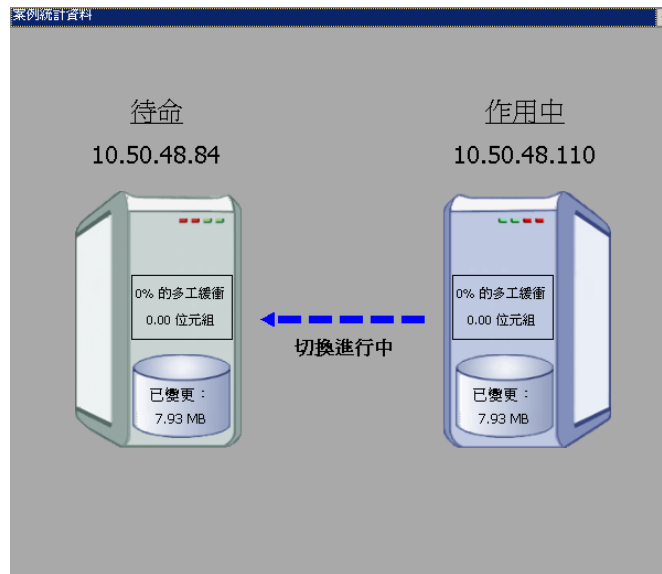 案例統計資料
待命
10.50.48.84
作用中
10.50.48.110
0% 的多工緩衝
0.00 位元組
已變更：
7.93 MB
切換進行中
0% 的多工緩衝
0.00 位元組
已變更：
7.93 MB